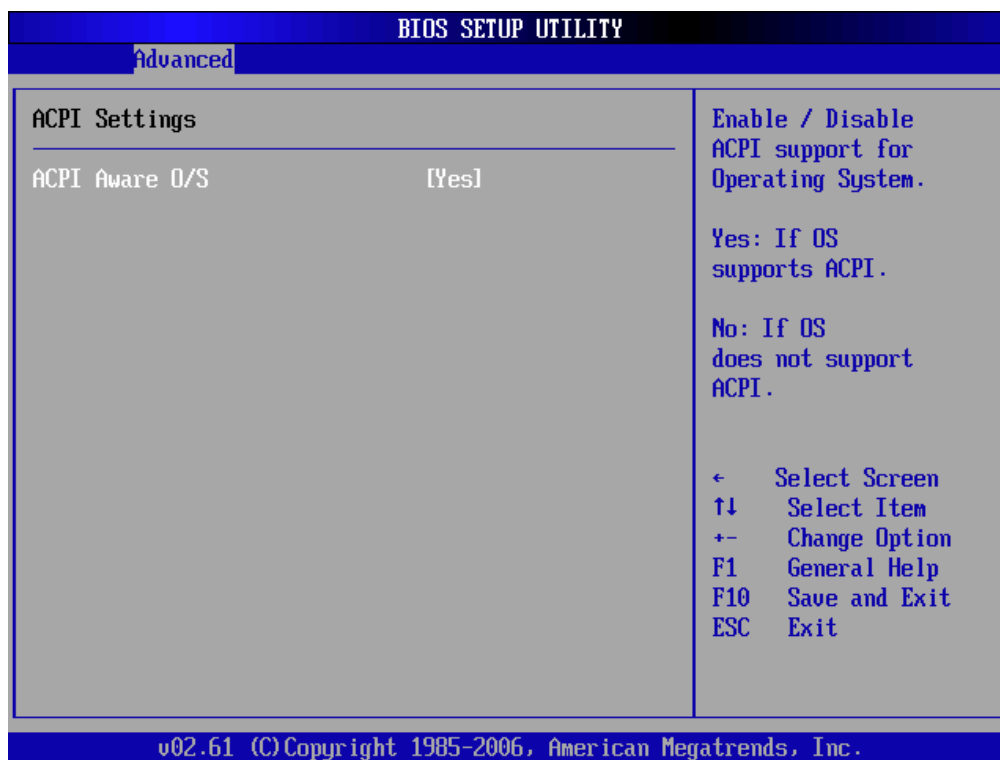 BIOS SETUP UTILITY
Advanced
ACPI Settings
ACPI Aware O/S [Yes]
Enable / Disable
ACPI support for
Operating System.
Yes: If OS
supports ACPI.
No: If OS
does not support
ACPI.
← Select Screen
↑↓ Select Item
+- Change Option
F1 General Help
F10 Save and Exit
ESC Exit
v02.61 (C)Copyright 1985-2006, American Megatrends, Inc.